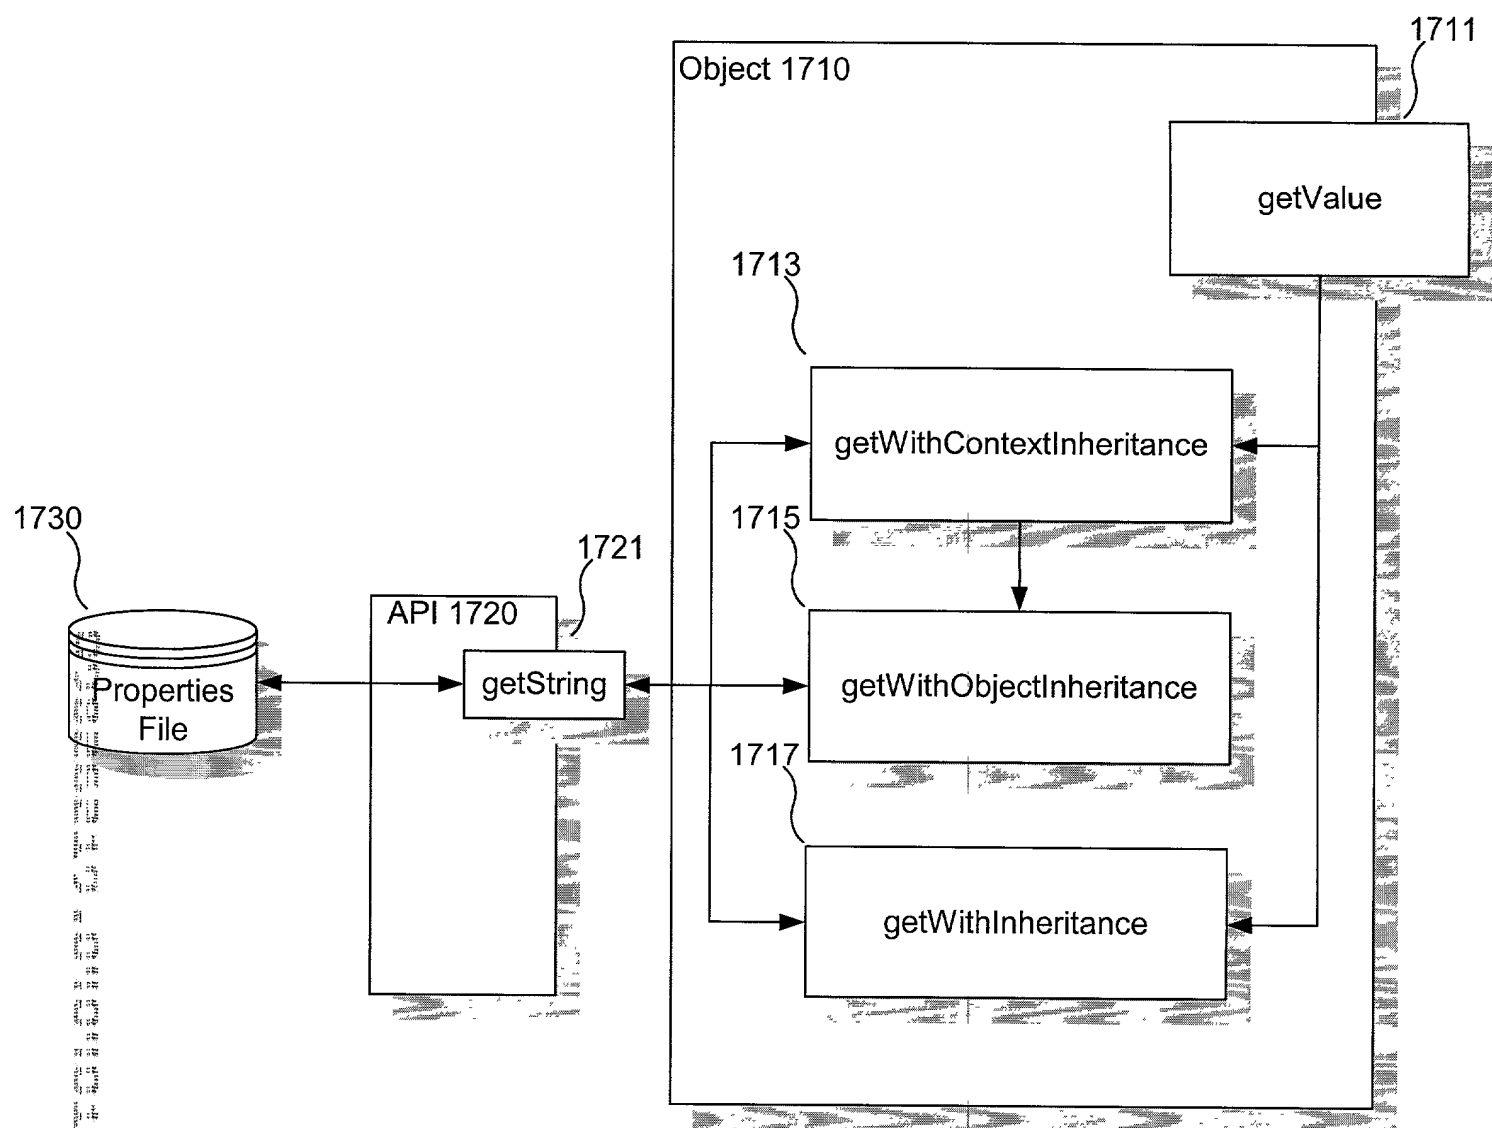 1711
Object 1710
getValue
1713
getWithContextInheritance
1730
1715
1721
API 1720
getString
getWithObjectInheritance
Properties
File
1717
getWithInheritance